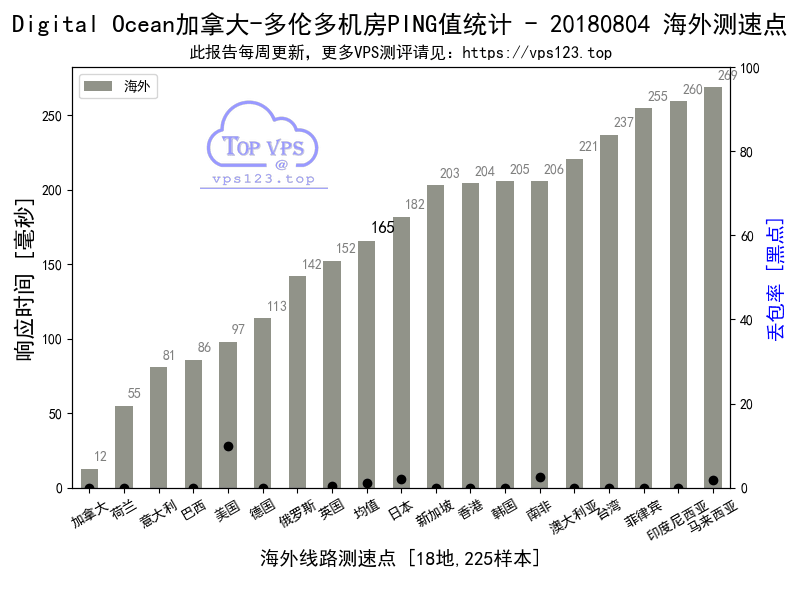 Digital Ocean加拿大-多伦多机房PING值统计 - 20180804 海外测速点
此报告每周更新，更多VPS测评请见：https://vps123.top
海外
TOP VPS
@
vps123.top
响应时间 [毫秒]
0
50
100
150
200
250
12
55
81
86
97
113
142
152
165
182
203
204
205
206
221
237
255
260
269
0
20
40
60
80
100
丢包率 [黑点]
加拿大
荷兰
意大利
巴西
美国
德国
俄罗斯
英国
均值
日本
新加坡
香港
韩国
南非
澳大利亚
台湾
菲律宾
印度尼西亚
马来西亚
海外线路测速点 [18地,225样本]